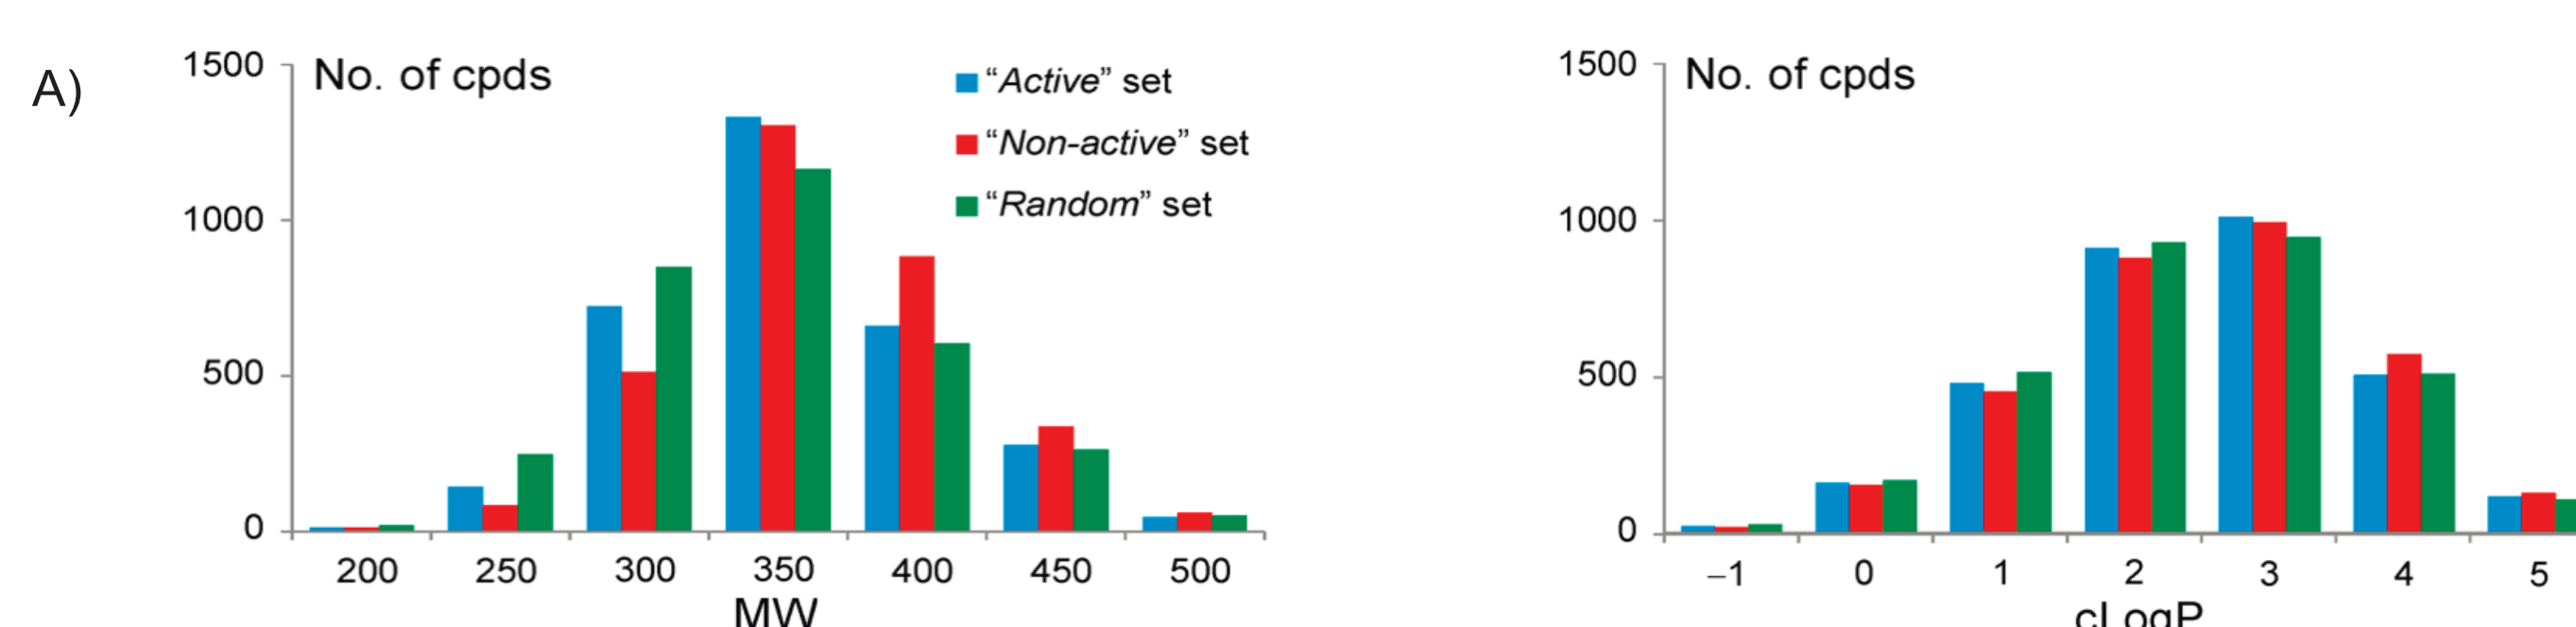 A)
1500
No. of cpds
1000
500
0
"Active" set
"Non-active" set
"Random" set
200 250 300 350 400 450 500
MW
1500
No. of cpds
1000
500
0
–1 0 1 2 3 4 5
cLogP